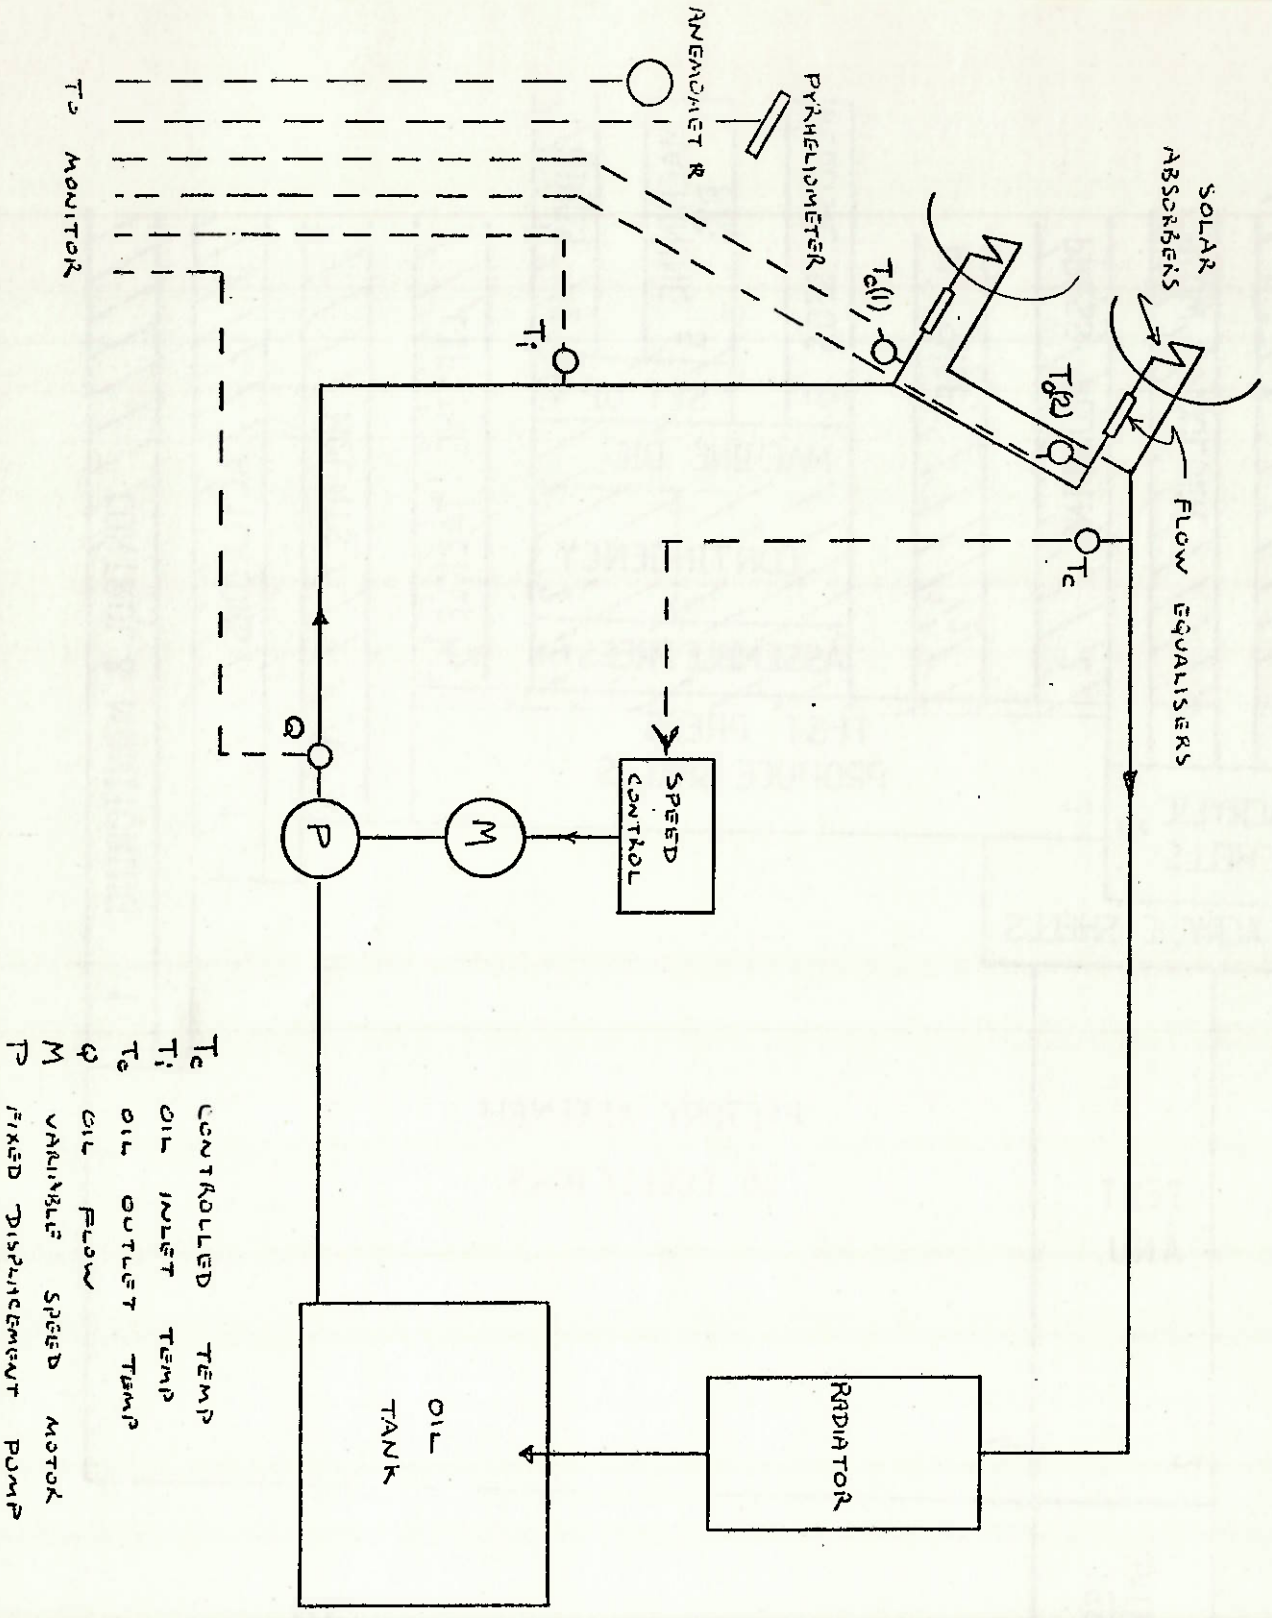 SOLAR
ABSORBERS
PYRHELIOMETER
ANEMOMET R
To MONITOR
To(1)
To(2)
Ti
Tc
FLOW EQUALISERS
SPEED
CONTROL
M
P
Q
RADIATOR
OIL
TANK
Tc CONTROLLED TEMP
Ti OIL INLET TEMP
To OIL OUTLET TEMP
Q OIL FLOW
M VARIABLE SPEED MOTOR
P FIXED DISPLACEMENT PUMP